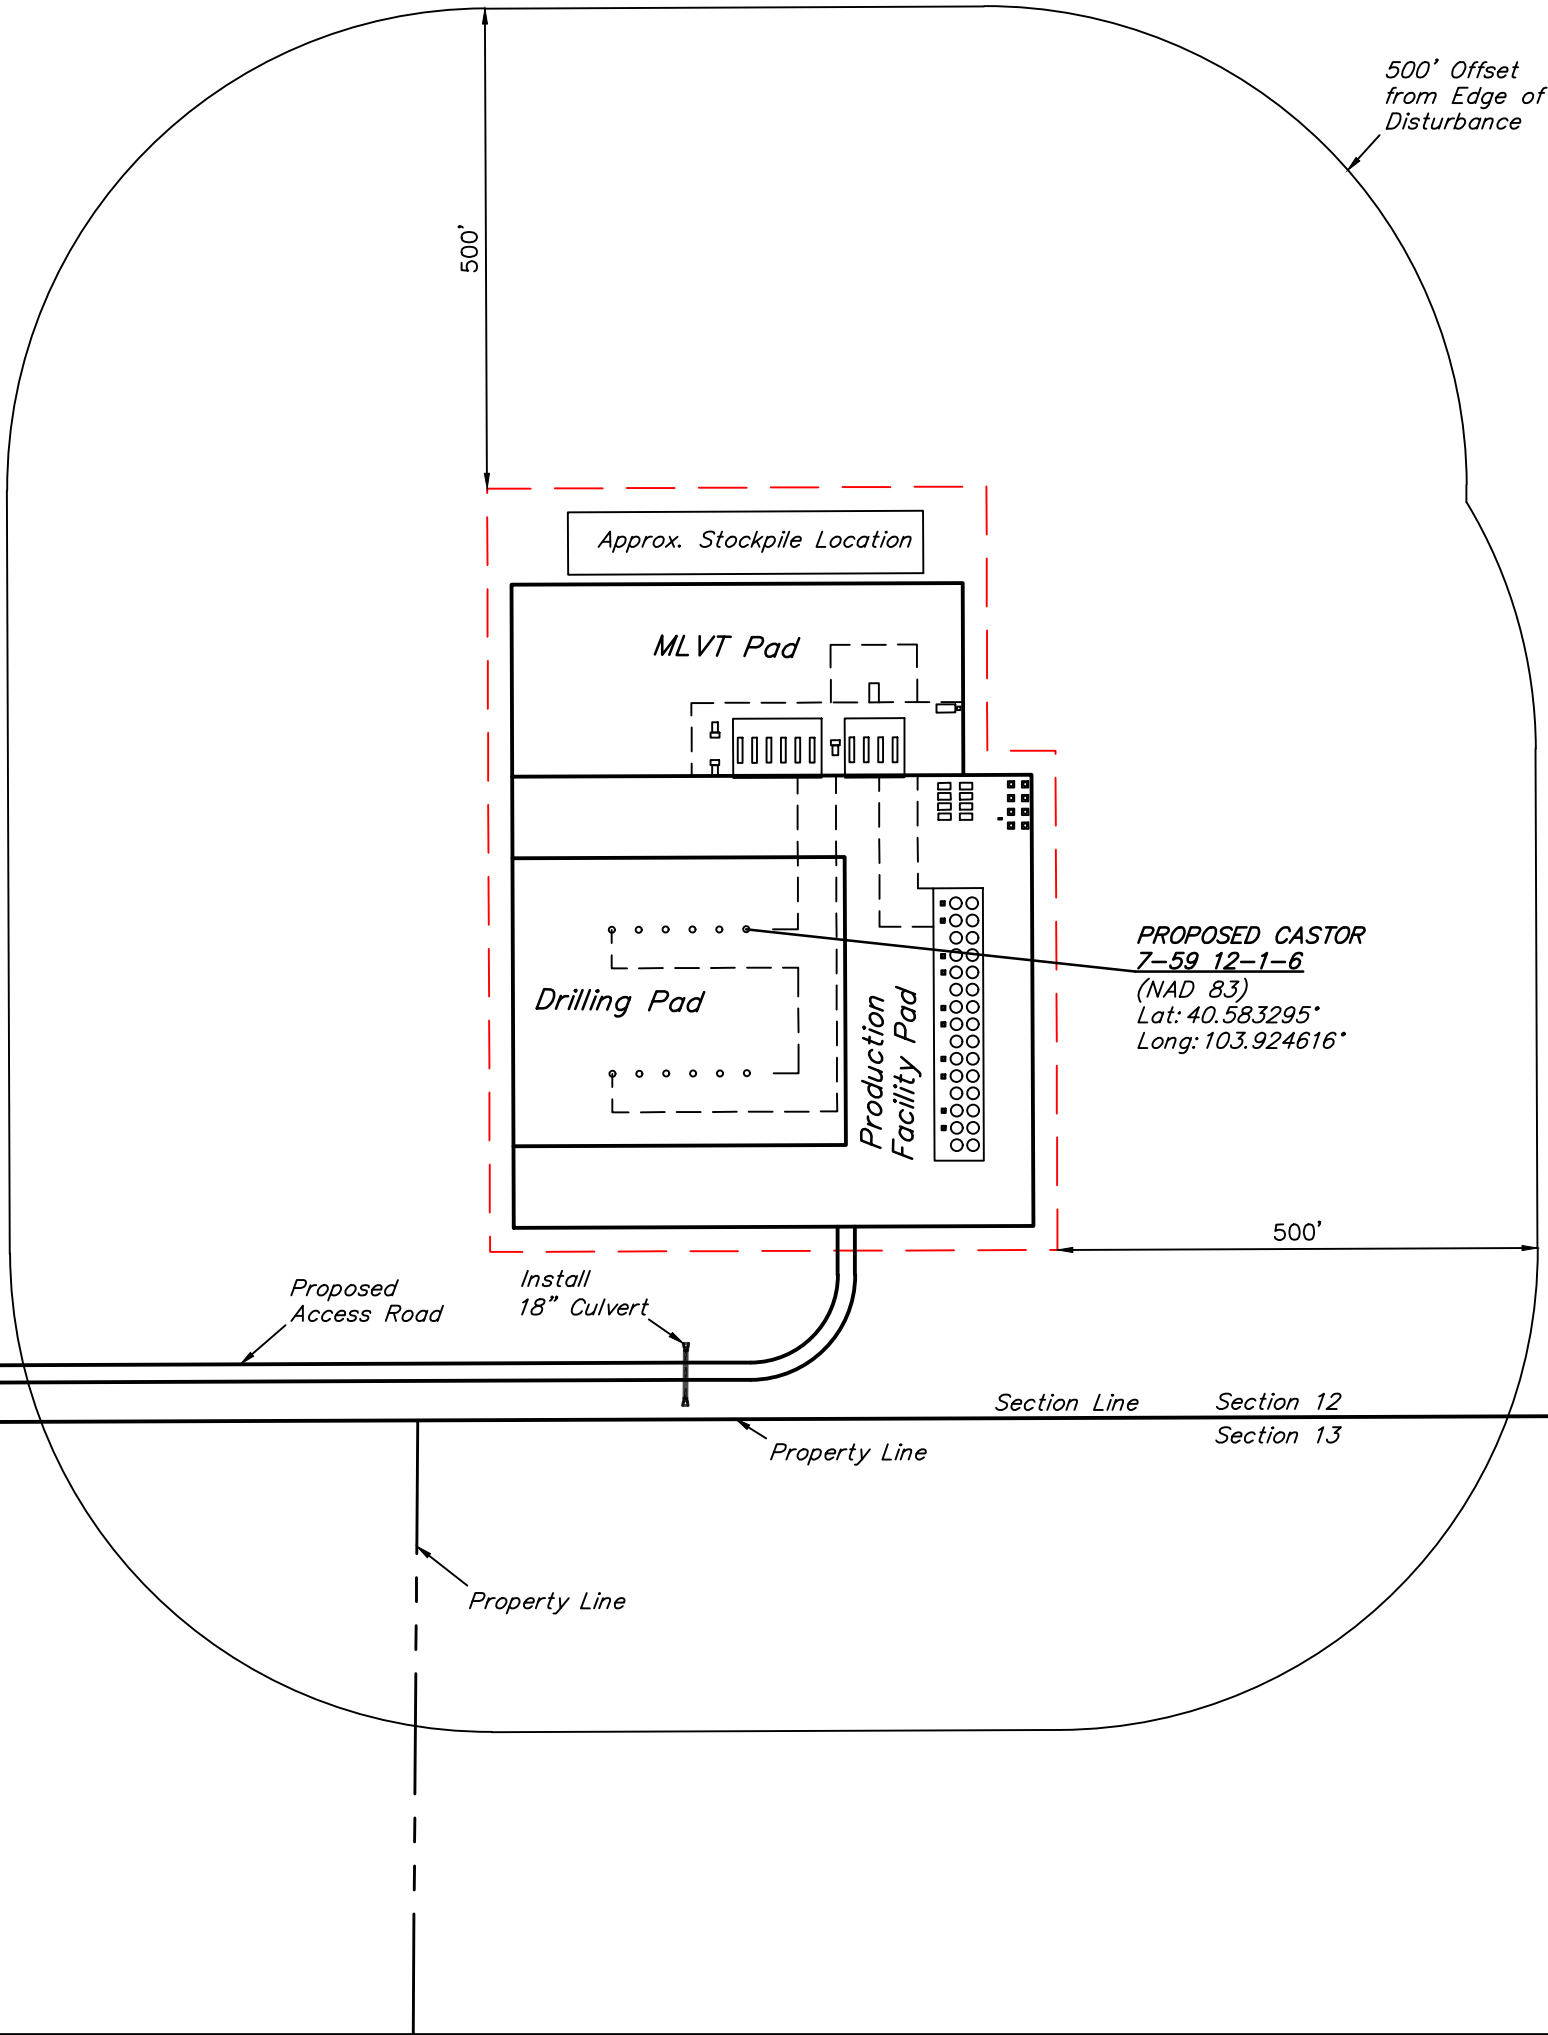 500' Offset
from Edge of
Disturbance
500'
Approx. Stockpile Location
MLVT Pad
PROPOSED CASTOR
7-59 12-1-6
(NAD 83)
Lat: 40.583295°
Long: 103.924616°
Drilling Pad
Production
Facility Pad
500'
Proposed
Access Road
Install
18" Culvert
Section Line
Section 12
Section 13
Property Line
Property Line